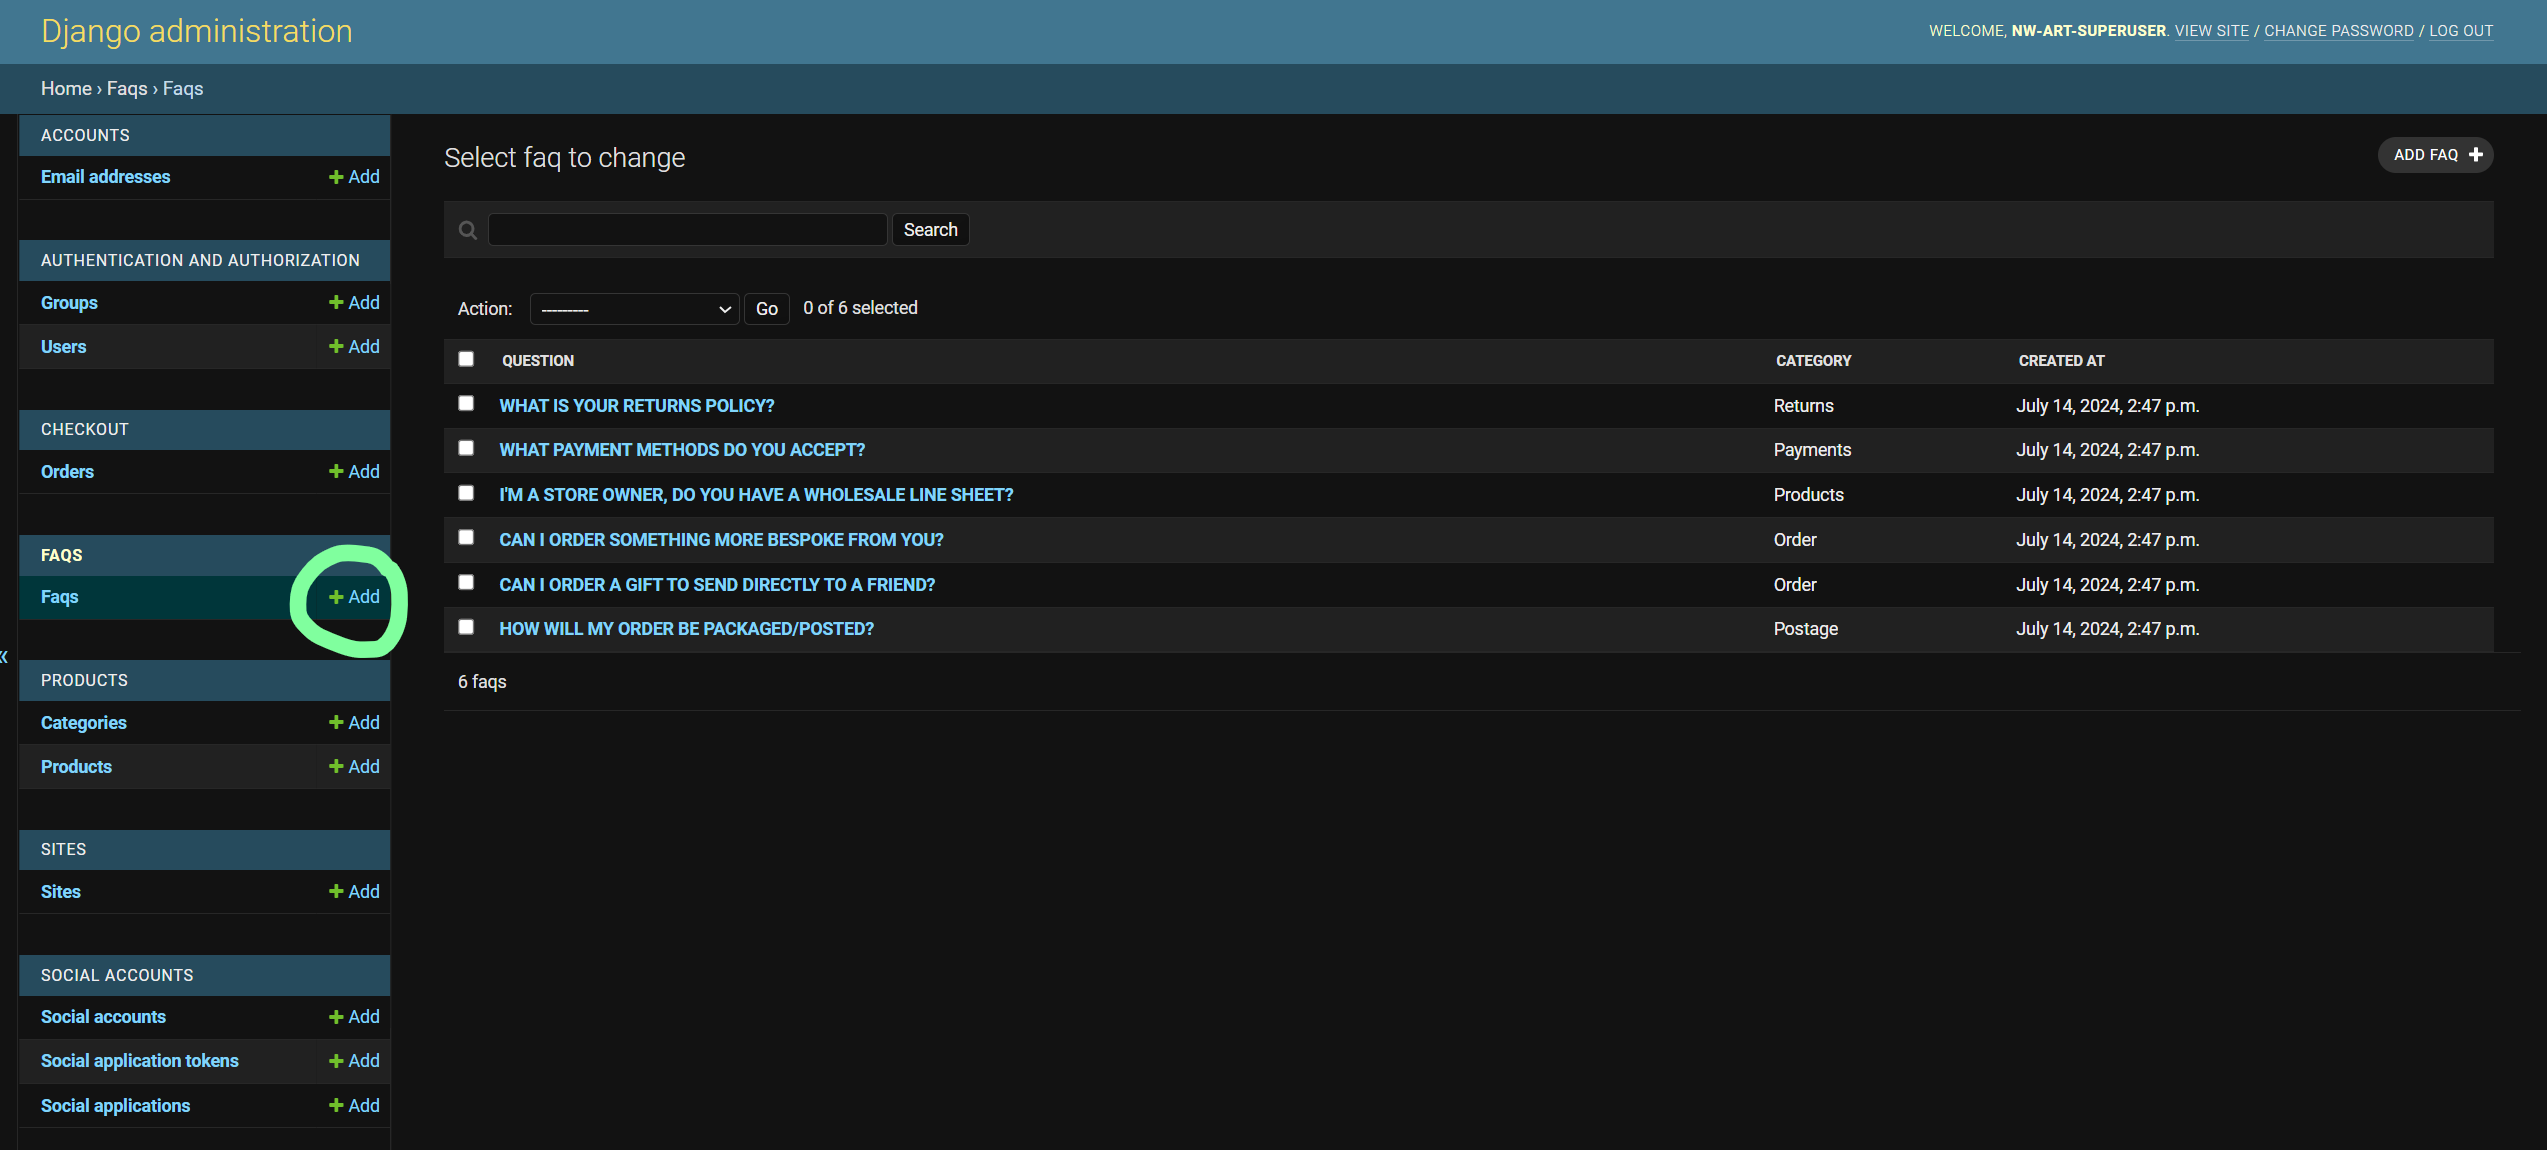 Django administration
WELCOME, NW-ART-SUPERUSER. VIEW SITE / CHANGE PASSWORD / LOG OUT
Home › Faqs › Faqs
«
ACCOUNTS
Email addresses + Add
AUTHENTICATION AND AUTHORIZATION
Groups + Add
Users + Add
CHECKOUT
Orders + Add
FAQS
Faqs + Add
PRODUCTS
Categories + Add
Products + Add
SITES
Sites + Add
SOCIAL ACCOUNTS
Social accounts + Add
Social application tokens + Add
Social applications + Add
Select faq to change
ADD FAQ +
Search
Action: --------- Go 0 of 6 selected
QUESTION CATEGORY CREATED AT
WHAT IS YOUR RETURNS POLICY? Returns July 14, 2024, 2:47 p.m.
WHAT PAYMENT METHODS DO YOU ACCEPT? Payments July 14, 2024, 2:47 p.m.
I'M A STORE OWNER, DO YOU HAVE A WHOLESALE LINE SHEET? Products July 14, 2024, 2:47 p.m.
CAN I ORDER SOMETHING MORE BESPOKE FROM YOU? Order July 14, 2024, 2:47 p.m.
CAN I ORDER A GIFT TO SEND DIRECTLY TO A FRIEND? Order July 14, 2024, 2:47 p.m.
HOW WILL MY ORDER BE PACKAGED/POSTED? Postage July 14, 2024, 2:47 p.m.
6 faqs